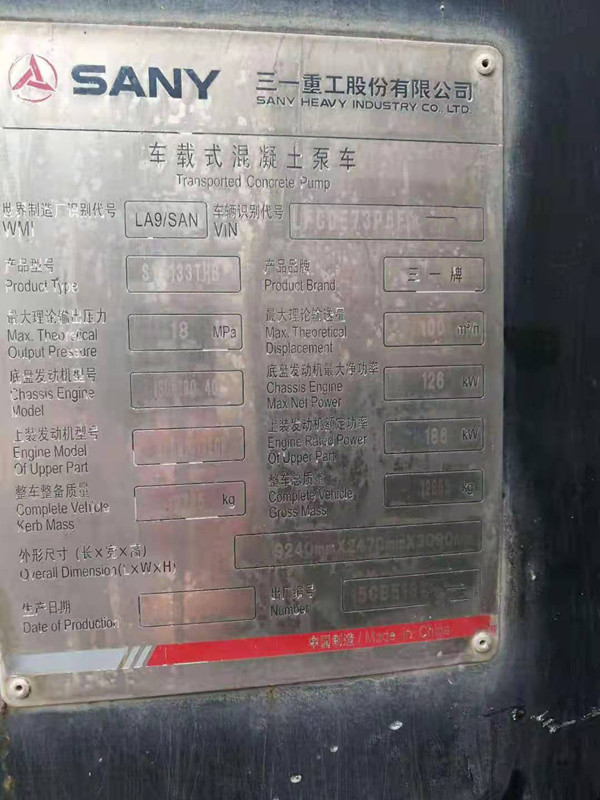 SANY 三一重工股份有限公司
SANY HEAVY INDUSTRY CO., LTD.
车载式混凝土泵车
Transported Concrete Pump
世界制造厂识别代号 LA9/SAN 车辆识别代号
WMI VIN
产品型号 产品品牌 三一牌
Product Type Product Brand
最大理论输出压力 18 MPa 最大理论输送量 100 m³/h
Max. Theoretical Max. Theoretical
Output Pressure Displacement
底盘发动机型号 底盘发动机最大净功率 126 kW
Chassis Engine Chassis Engine
Model Max Net Power
上装发动机型号 上装发动机额定功率 186 kW
Engine Model Engine Rated Power
Of Upper Part Of Upper Part
整车整备质量 kg 整车总质量 kg
Complete Vehicle Complete Vehicle
Kerb Mass Gross Mass
外形尺寸 (长X宽X高) 9240mmX2470mmX
Overall Dimension(LxWxH)
生产日期 出厂编号
Date of Production Number
中国制造 / Made in China